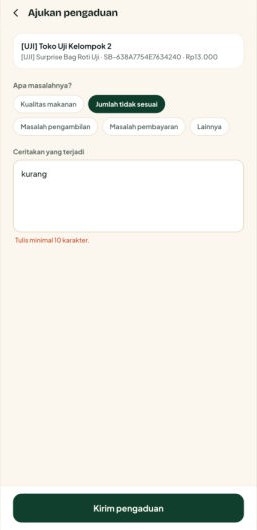 Ajukan pengaduan
[UJI] Toko Uji Kelompok 2
[UJI] Surprise Bag Roti Uji · SB-638A7754E7634240 · Rp13.000
Apa masalahnya?
Kualitas makanan
Jumlah tidak sesuai
Masalah pengambilan
Masalah pembayaran
Lainnya
Ceritakan yang terjadi
kurang
Tulis minimal 10 karakter.
Kirim pengaduan